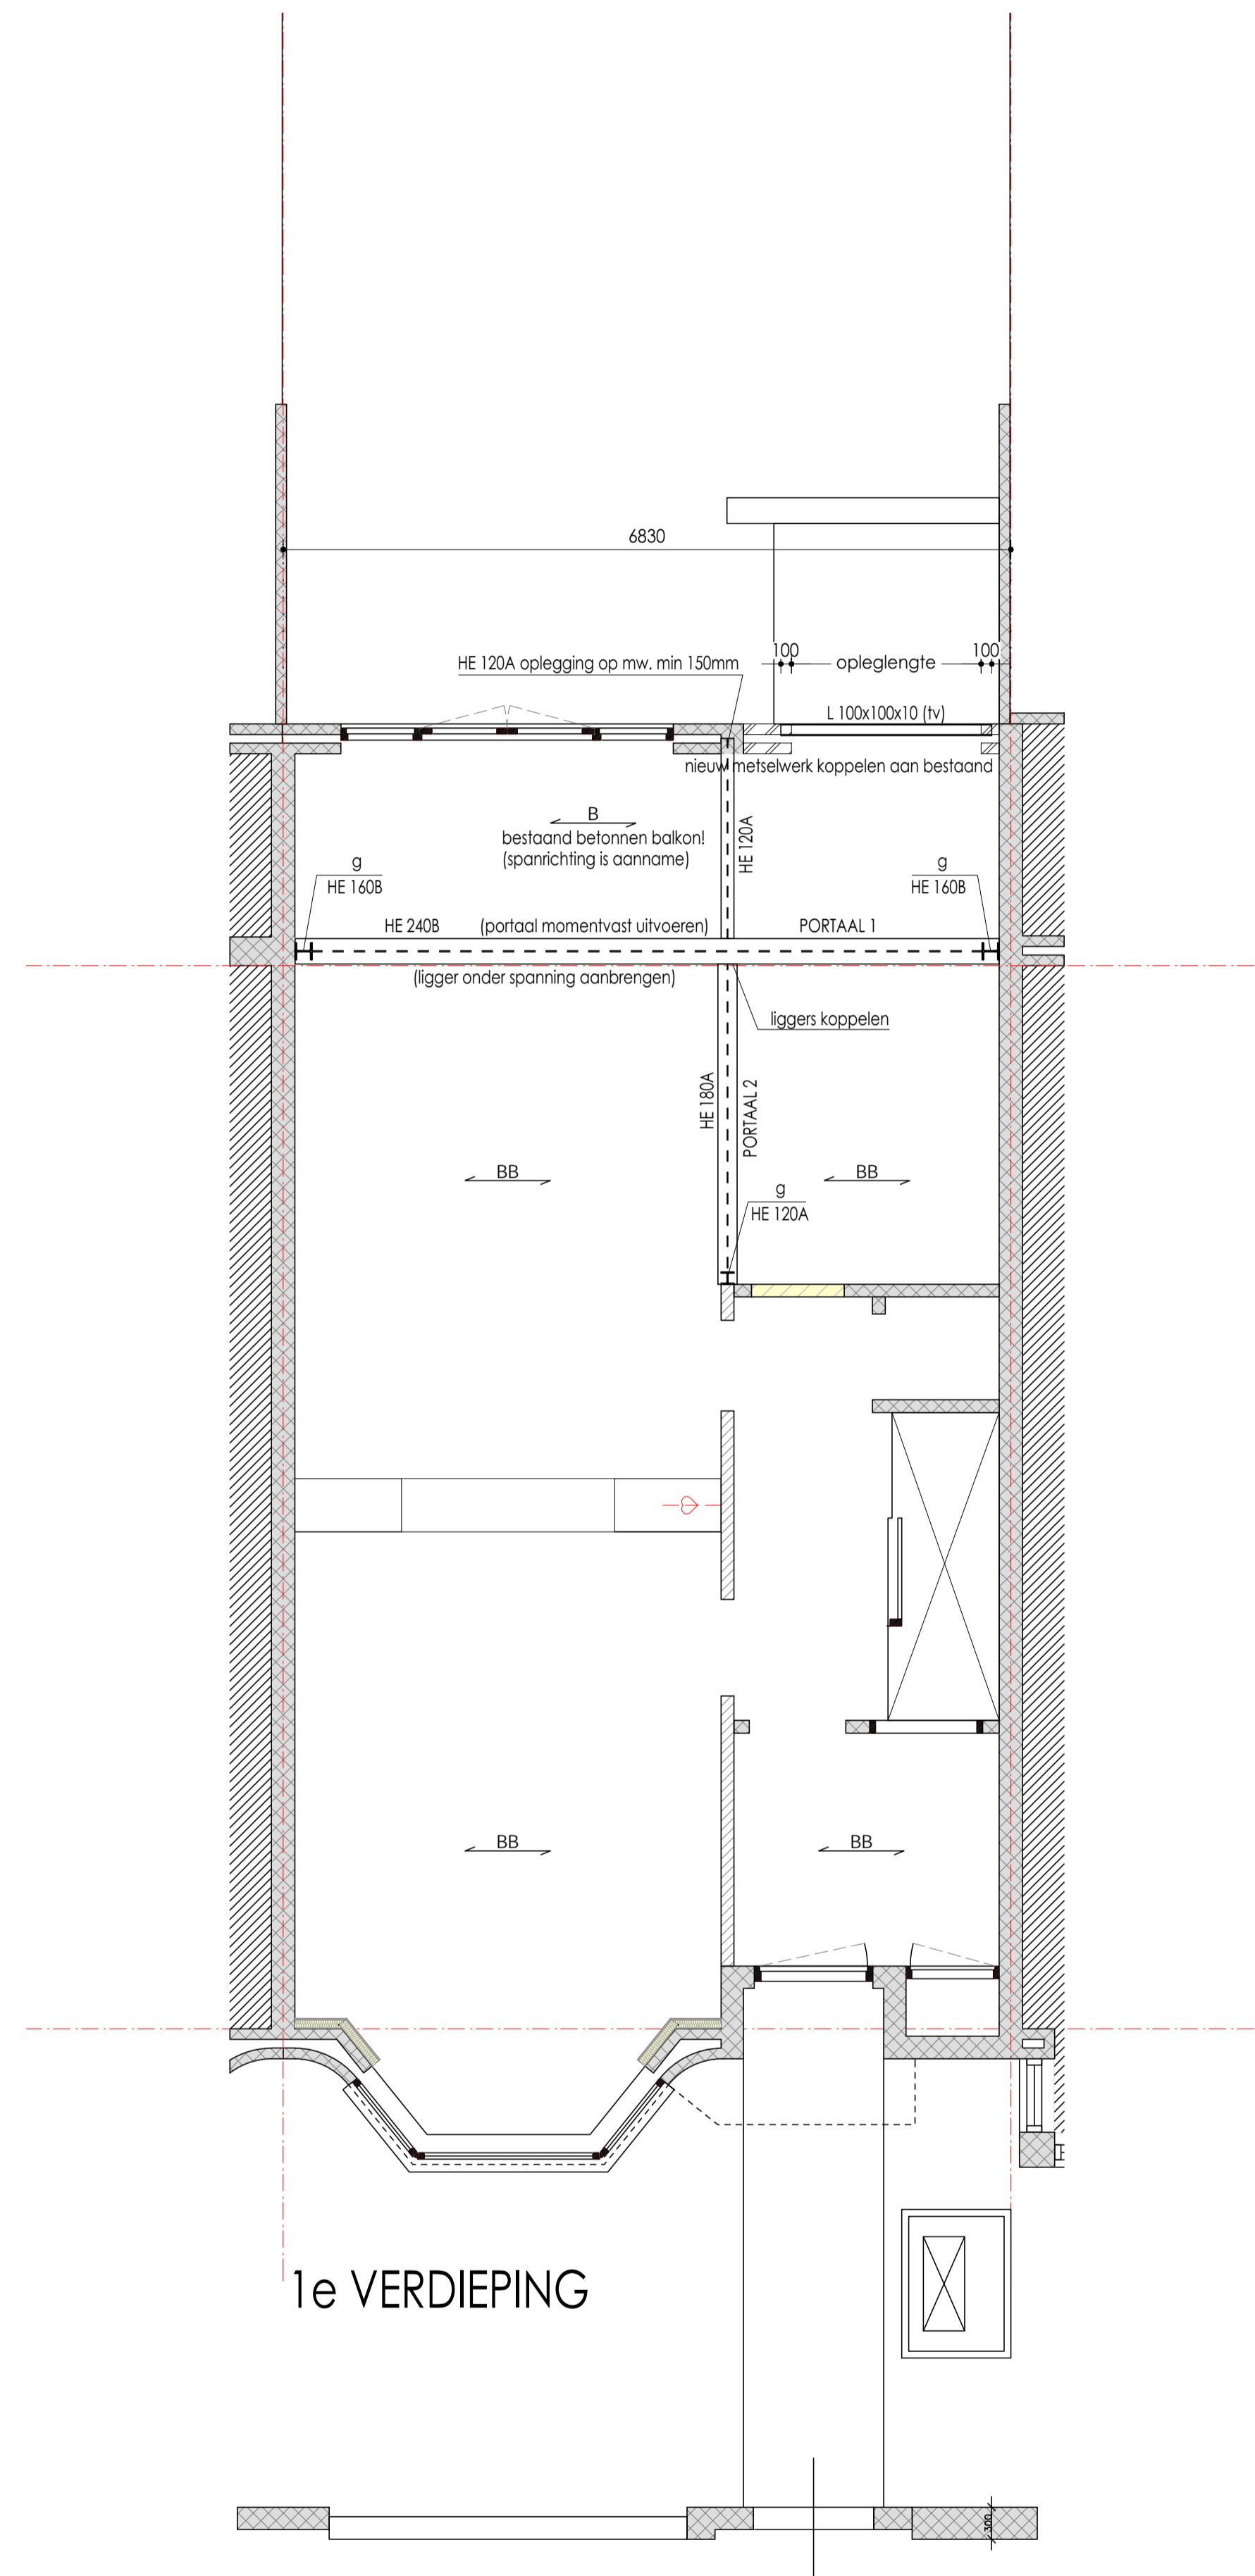 6830
100
100
opleglengte
HE 120A oplegging op mw. min 150mm
L 100x100x10 (tv)
nieuw metselwerk koppelen aan bestaand
B
bestaand betonnen balkon!
(spanrichting is aanname)
HE 120A
g
HE 160B
g
HE 160B
HE 240B
(portaal momentvast uitvoeren)
PORTAAL 1
(ligger onder spanning aanbrengen)
liggers koppelen
HE 180A
PORTAAL 2
BB
BB
g
HE 120A
BB
BB
1e VERDIEPING
300